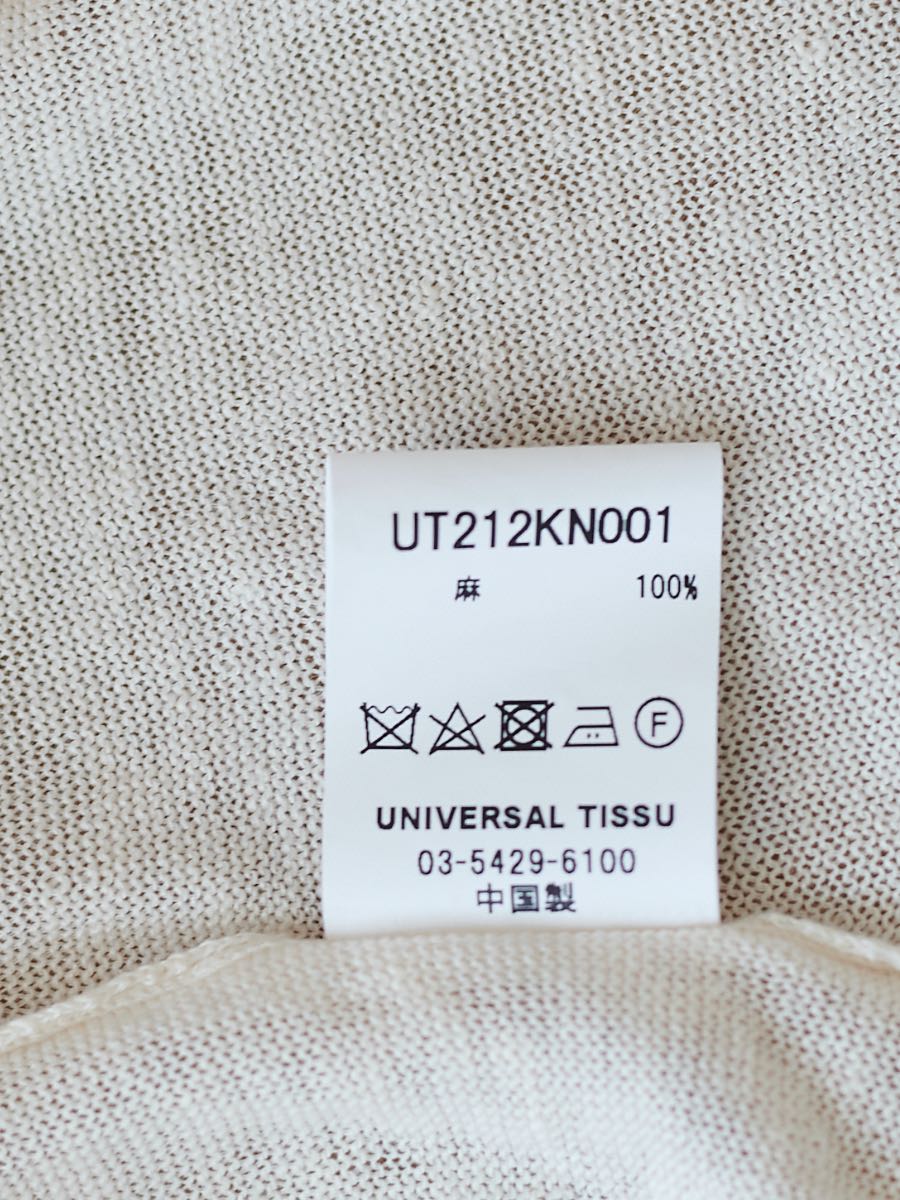 UT212KN001
麻 100%
F
UNIVERSAL TISSU
03-5429-6100
中国製